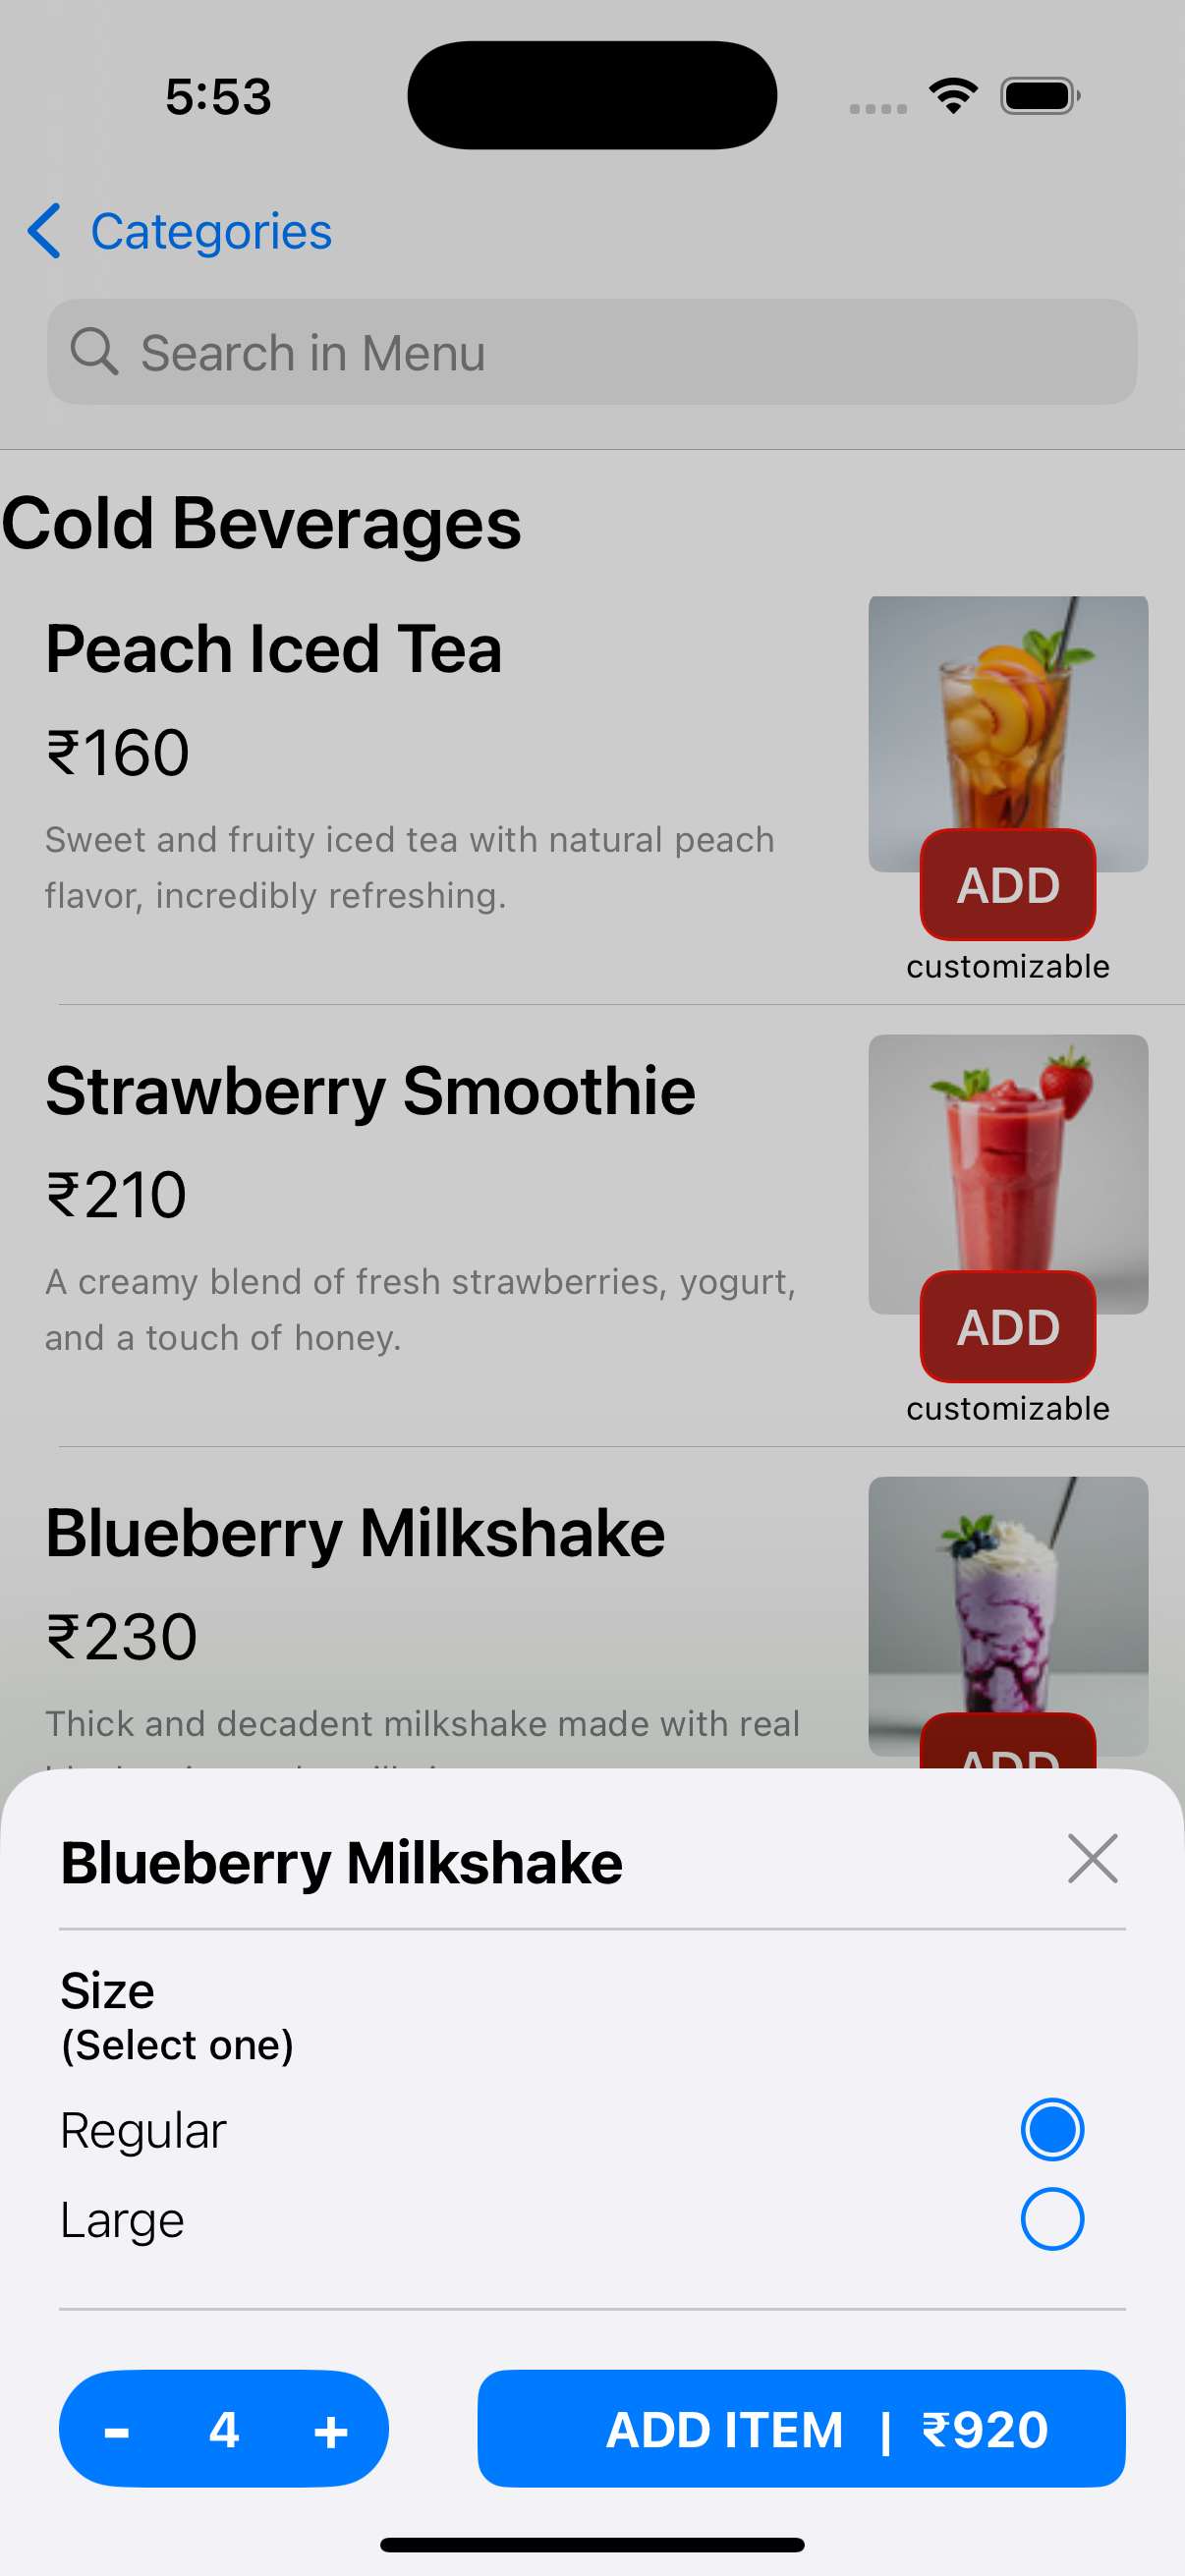 5:53
Categories
Search in Menu
Cold Beverages
Peach Iced Tea
₹160
Sweet and fruity iced tea with natural peach
flavor, incredibly refreshing.
ADD
customizable
Strawberry Smoothie
₹210
A creamy blend of fresh strawberries, yogurt,
and a touch of honey.
ADD
customizable
Blueberry Milkshake
₹230
Thick and decadent milkshake made with real
ADD
Blueberry Milkshake
Size
(Select one)
Regular
Large
- 4 +
ADD ITEM | ₹920